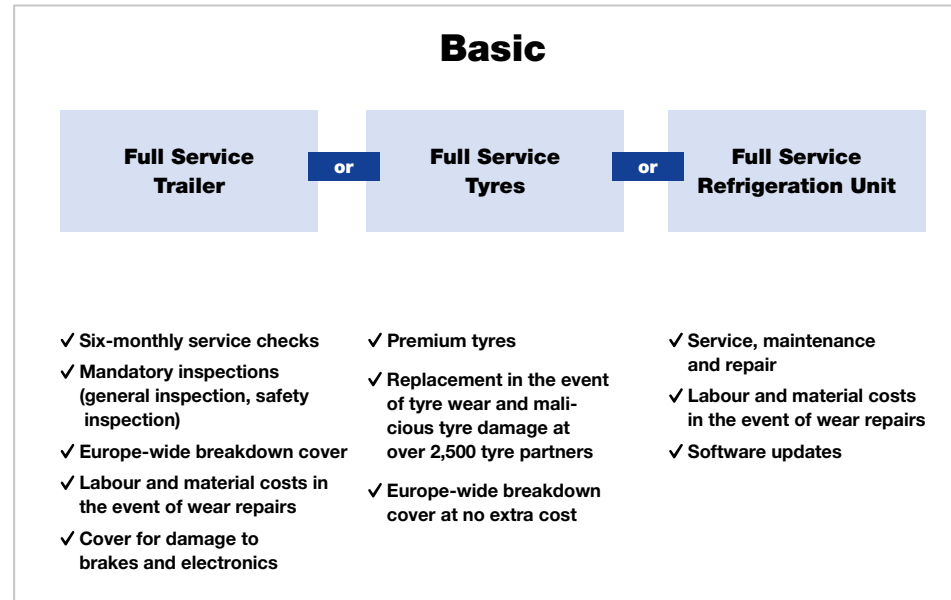 Basic
Full Service
Trailer
or
Full Service
Tyres
or
Full Service
Refrigeration Unit
✓ Six-monthly service checks
✓ Mandatory inspections
(general inspection, safety
inspection)
✓ Europe-wide breakdown cover
✓ Labour and material costs in
the event of wear repairs
✓ Cover for damage to
brakes and electronics
✓ Premium tyres
✓ Replacement in the event
of tyre wear and mali-
cious tyre damage at
over 2,500 tyre partners
✓ Europe-wide breakdown
cover at no extra cost
✓ Service, maintenance
and repair
✓ Labour and material costs
in the event of wear repairs
✓ Software updates